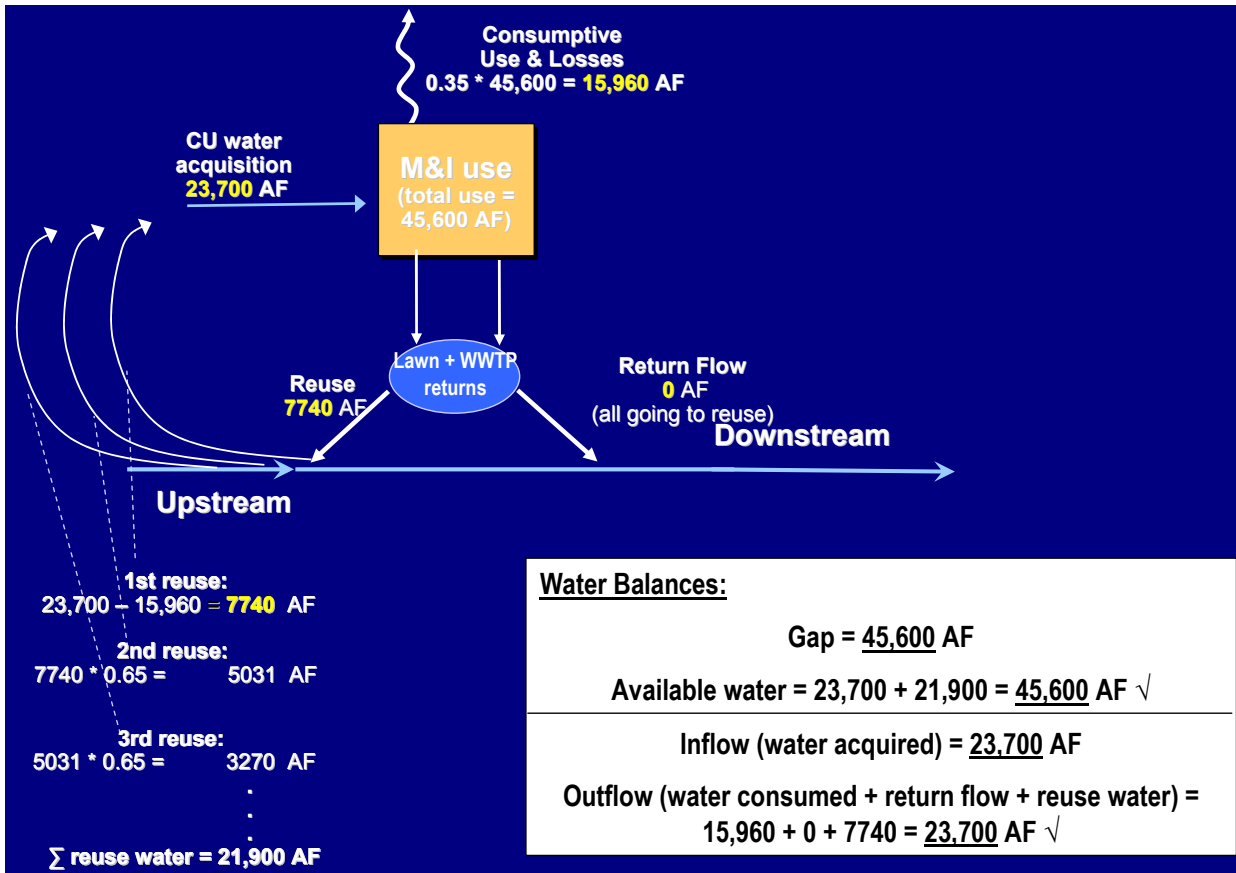 Consumptive
Use & Losses
0.35 * 45,600 = 15,960 AF
CU water
acquisition
23,700 AF
M&I use
(total use =
45,600 AF)
Lawn + WWTP
returns
Reuse
7740 AF
Return Flow
0 AF
(all going to reuse)
Downstream
Upstream
1st reuse:
23,700 – 15,960 = 7740 AF
2nd reuse:
7740 * 0.65 = 5031 AF
3rd reuse:
5031 * 0.65 = 3270 AF
.
.
.
.
∑ reuse water = 21,900 AF
Water Balances:
Gap = 45,600 AF
Available water = 23,700 + 21,900 = 45,600 AF √
Inflow (water acquired) = 23,700 AF
Outflow (water consumed + return flow + reuse water) =
15,960 + 0 + 7740 = 23,700 AF √